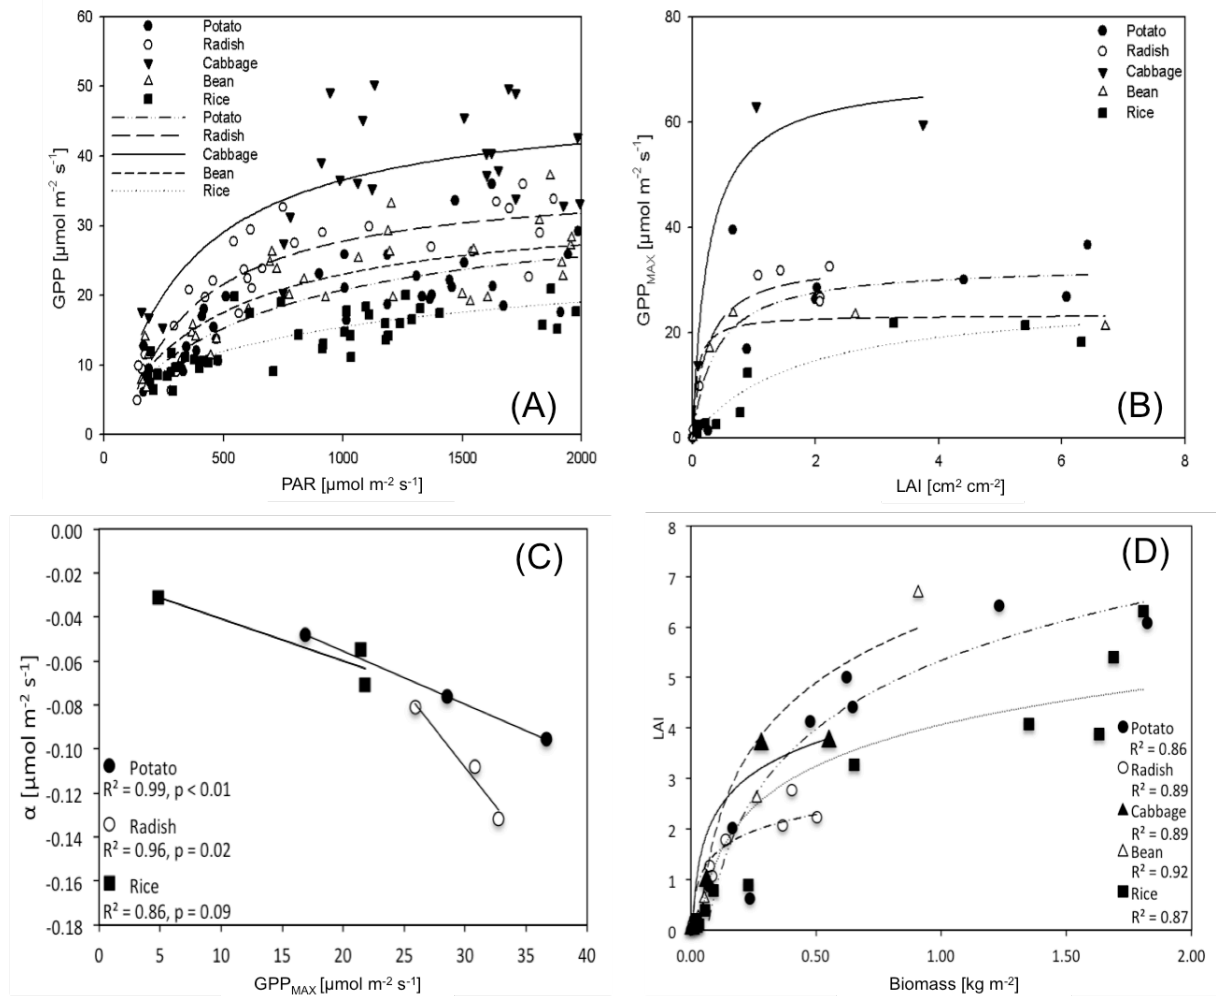 60
50
40
30
20
10
0
GPP [µmol m-2 s-1]
Potato
Radish
Cabbage
Bean
Rice
Potato
Radish
Cabbage
Bean
Rice
(A)
0 500 1000 1500 2000
PAR [µmol m-2 s-1]
80
60
40
20
0
GPPMAX [µmol m-2 s-1]
Potato
Radish
Cabbage
Bean
Rice
(B)
0 2 4 6 8
LAI [cm2 cm-2]
0.00
-0.02
-0.04
-0.06
-0.08
-0.10
-0.12
-0.14
-0.16
-0.18
α [µmol m-2 s-1]
(C)
Potato
R² = 0.99, p < 0.01
Radish
R² = 0.96, p = 0.02
Rice
R² = 0.86, p = 0.09
0 5 10 15 20 25 30 35 40
GPPMAX [µmol m-2 s-1]
8
7
6
5
4
3
2
1
0
LAI
(D)
Potato
R² = 0.86
Radish
R² = 0.89
Cabbage
R² = 0.89
Bean
R² = 0.92
Rice
R² = 0.87
0.00 0.50 1.00 1.50 2.00
Biomass [kg m-2]